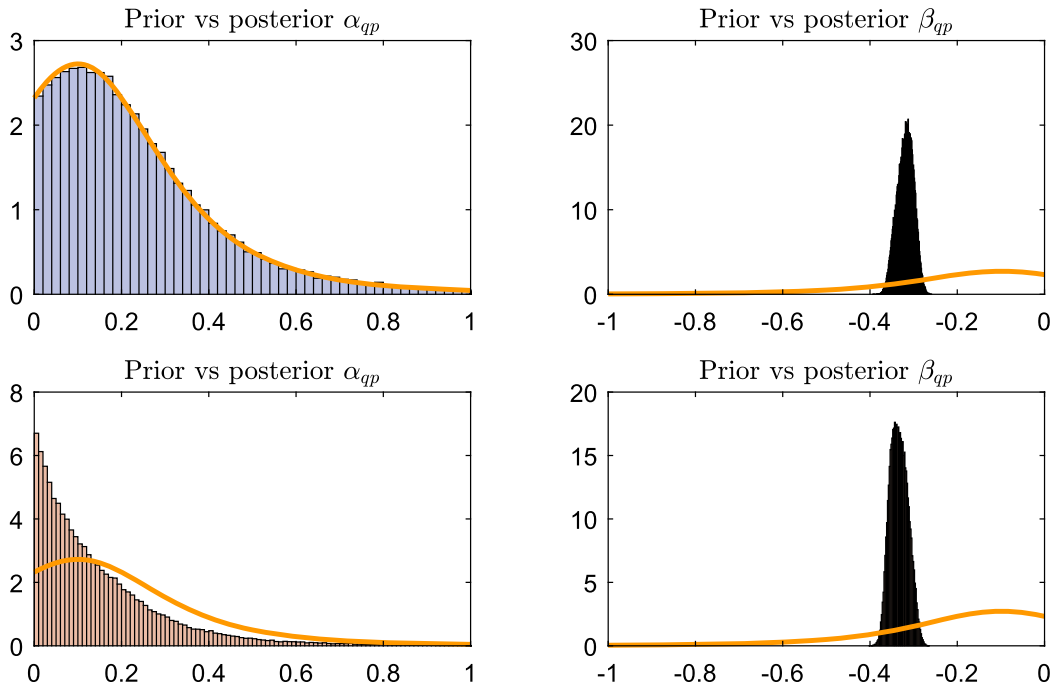 Prior vs posterior αqp
3
2
1
0
0 0.2 0.4 0.6 0.8 1
Prior vs posterior βqp
30
20
10
0
-1 -0.8 -0.6 -0.4 -0.2 0
Prior vs posterior αqp
8
6
4
2
0
0 0.2 0.4 0.6 0.8 1
Prior vs posterior βqp
20
15
10
5
0
-1 -0.8 -0.6 -0.4 -0.2 0